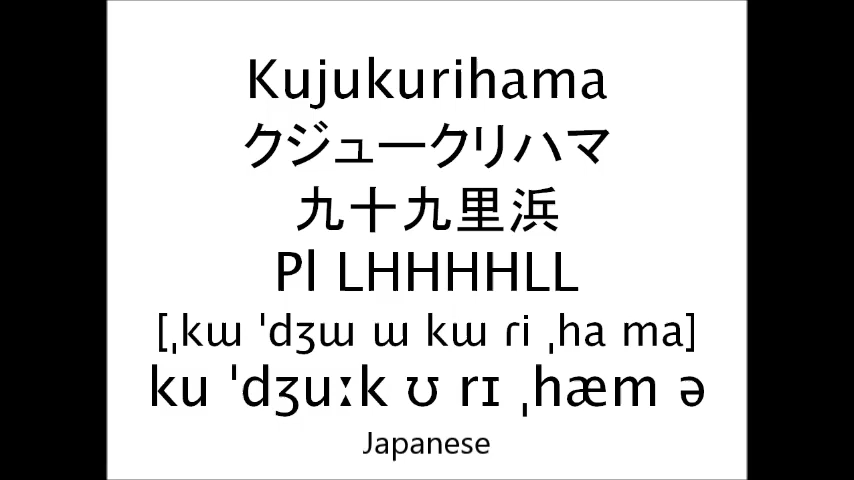 Kujukurihama
クジュークリハマ
九十九里浜
Pl LHHHHLL
[ˌkɯ ˈdʒɯ ɯ kɯ ɾi ˌha ma]
ku ˈdʒuːk ʊ rɪ ˌhæm ə
Japanese